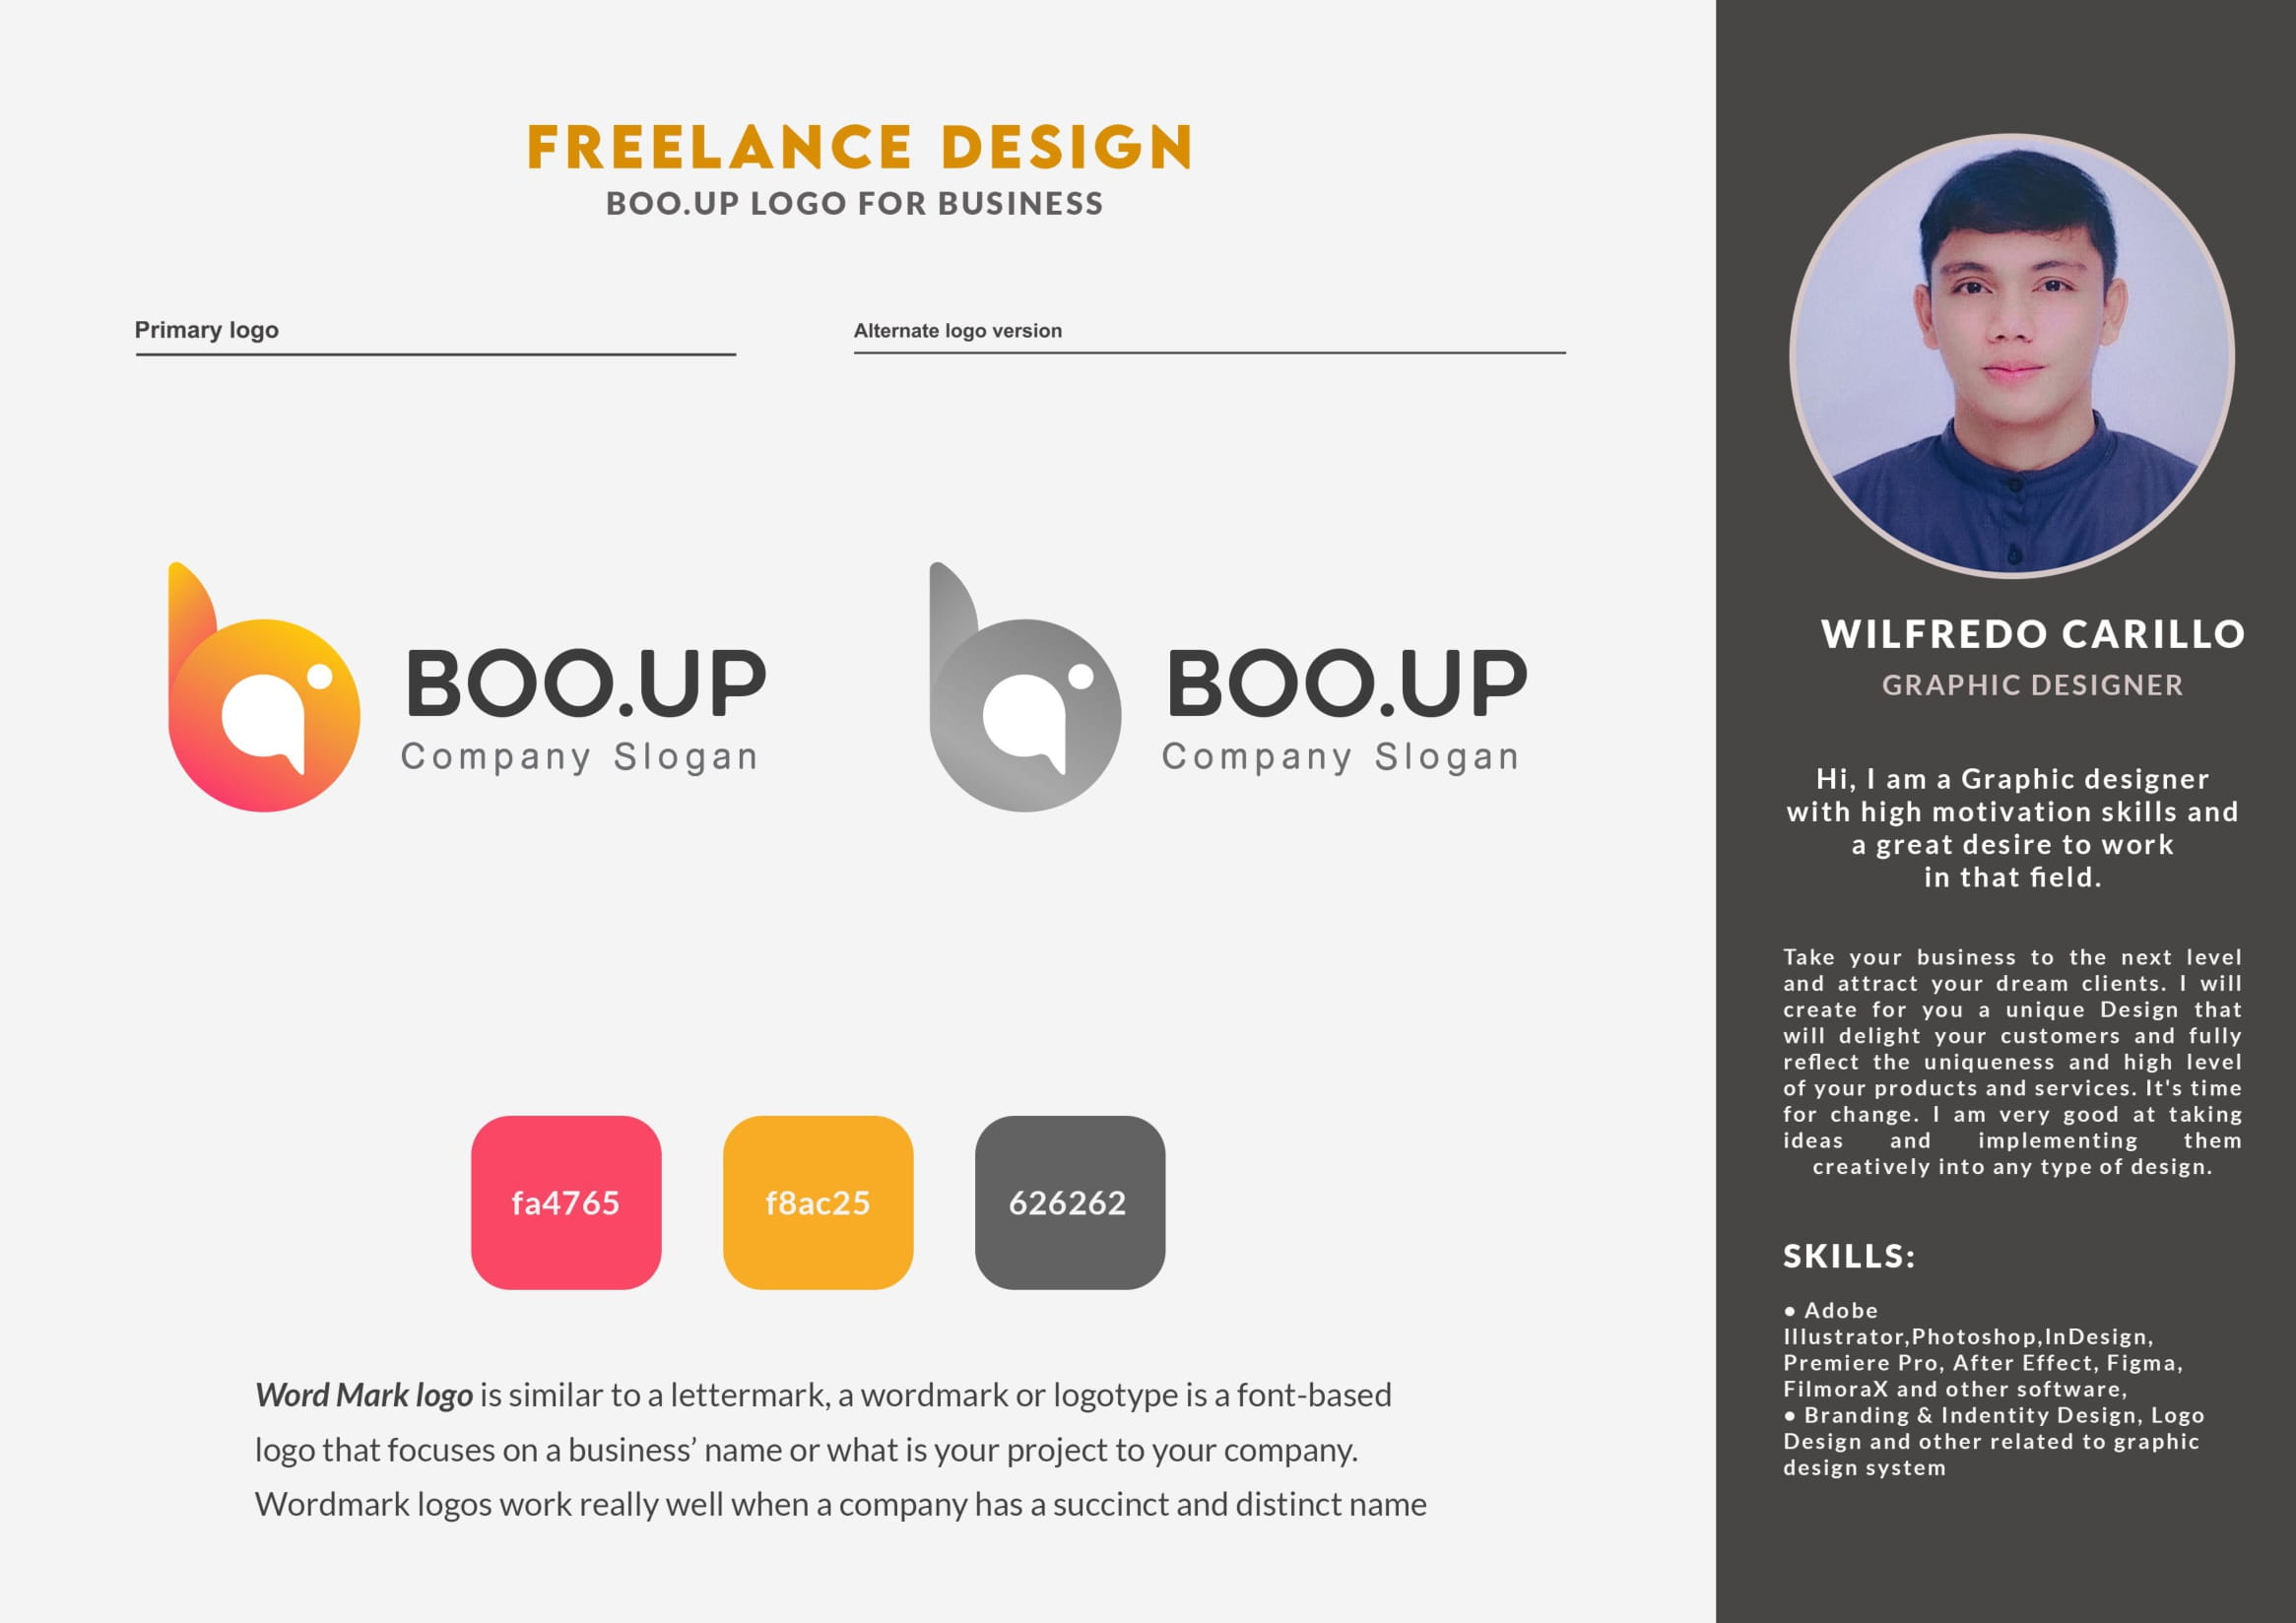 FREELANCE DESIGN
BOO.UP LOGO FOR BUSINESS
Primary logo
Alternate logo version
BOO.UP
Company Slogan
BOO.UP
Company Slogan
fa4765
f8ac25
626262
Word Mark logo is similar to a lettermark, a wordmark or logotype is a font-based
logo that focuses on a business’ name or what is your project to your company.
Wordmark logos work really well when a company has a succinct and distinct name
WILFREDO CARILLO
GRAPHIC DESIGNER
Hi, I am a Graphic designer
with high motivation skills and
a great desire to work
in that field.
Take your business to the next level
and attract your dream clients. I will
create for you a unique Design that
will delight your customers and fully
reflect the uniqueness and high level
of your products and services. It's time
for change. I am very good at taking
ideas and implementing them
creatively into any type of design.
SKILLS:
● Adobe
Illustrator,Photoshop,InDesign,
Premiere Pro, After Effect, Figma,
FilmoraX and other software,
● Branding & Indentity Design, Logo
Design and other related to graphic
design system